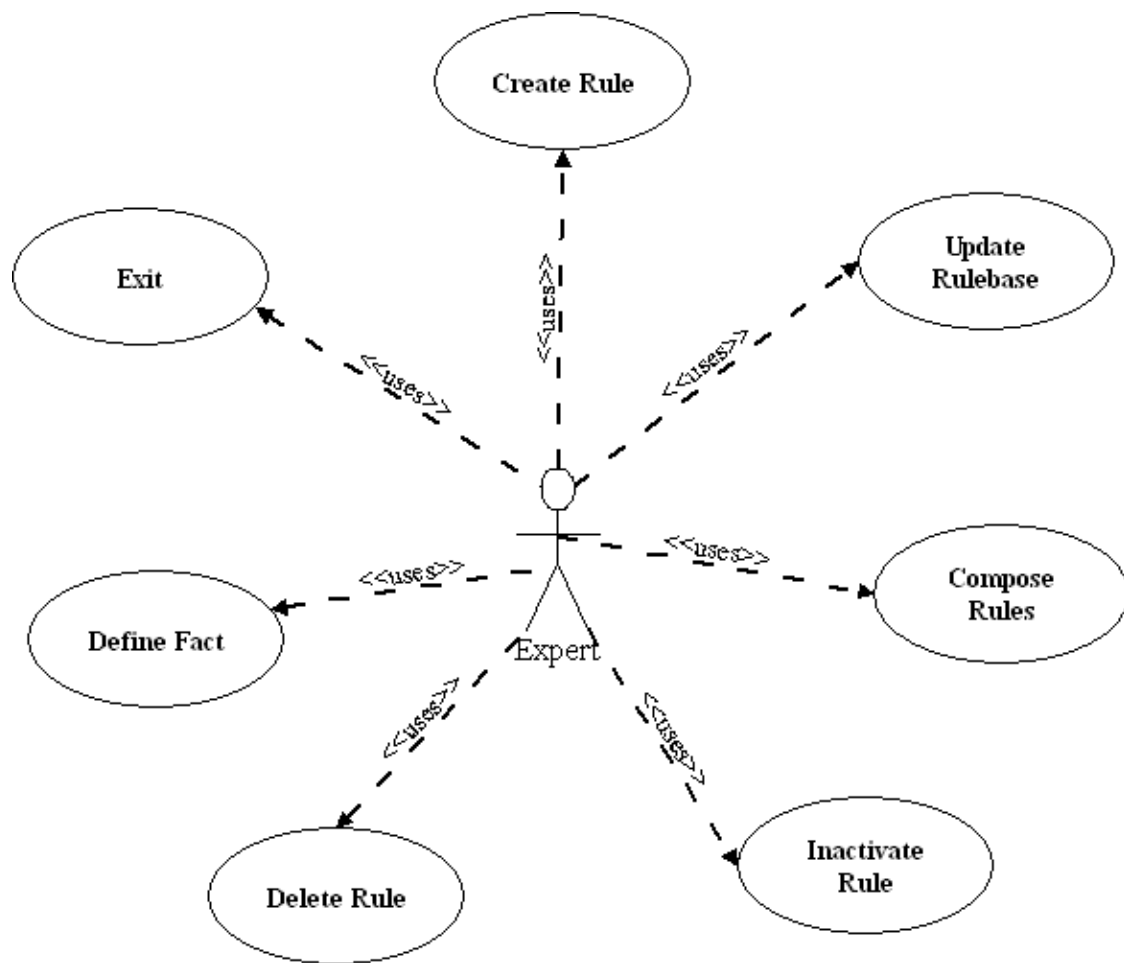 Create Rule
Update
Rulebase
Exit
<<uses>>
<<uses>>
<<uses>>
<<uses>>
<<uses>>
Compose
Rules
Define Fact
Expert
<<uses>>
<<uses>>
Inactivate
Rule
Delete Rule